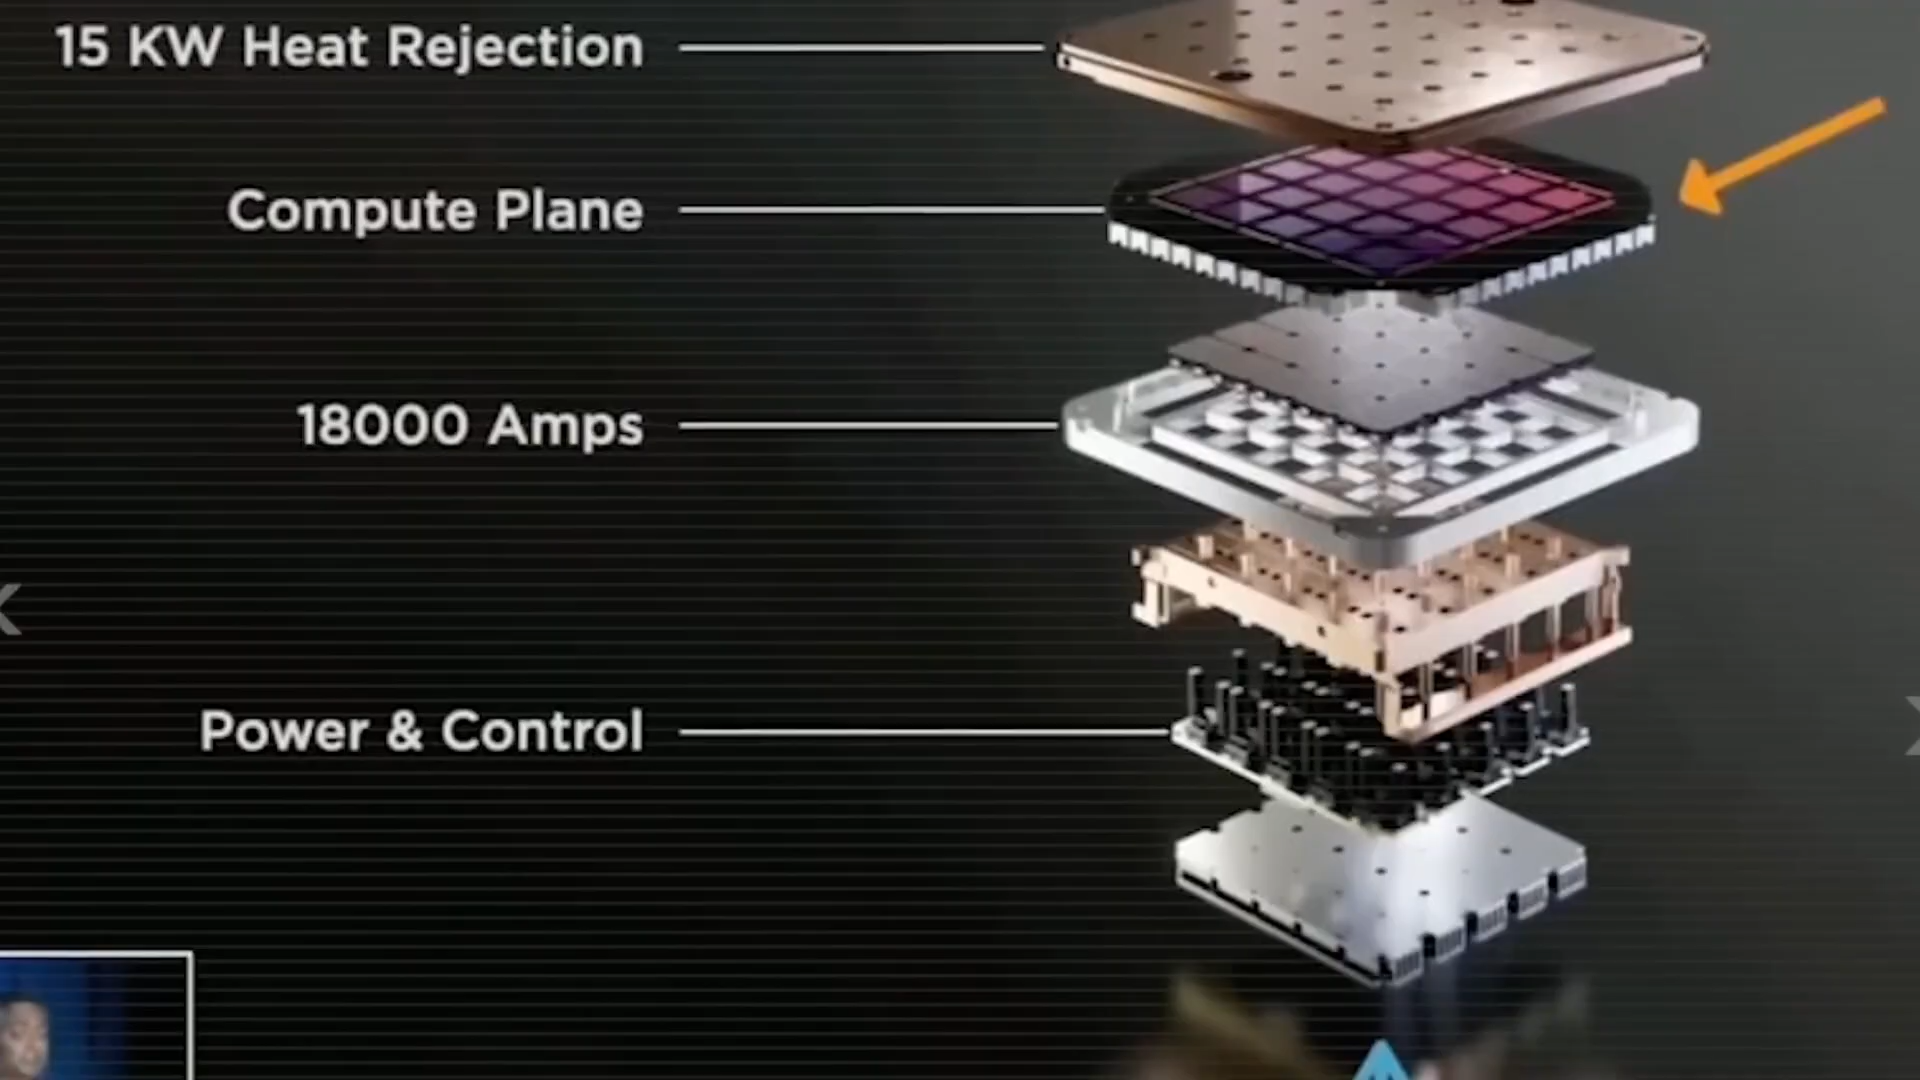 15 KW Heat Rejection
Compute Plane
18000 Amps
Power & Control